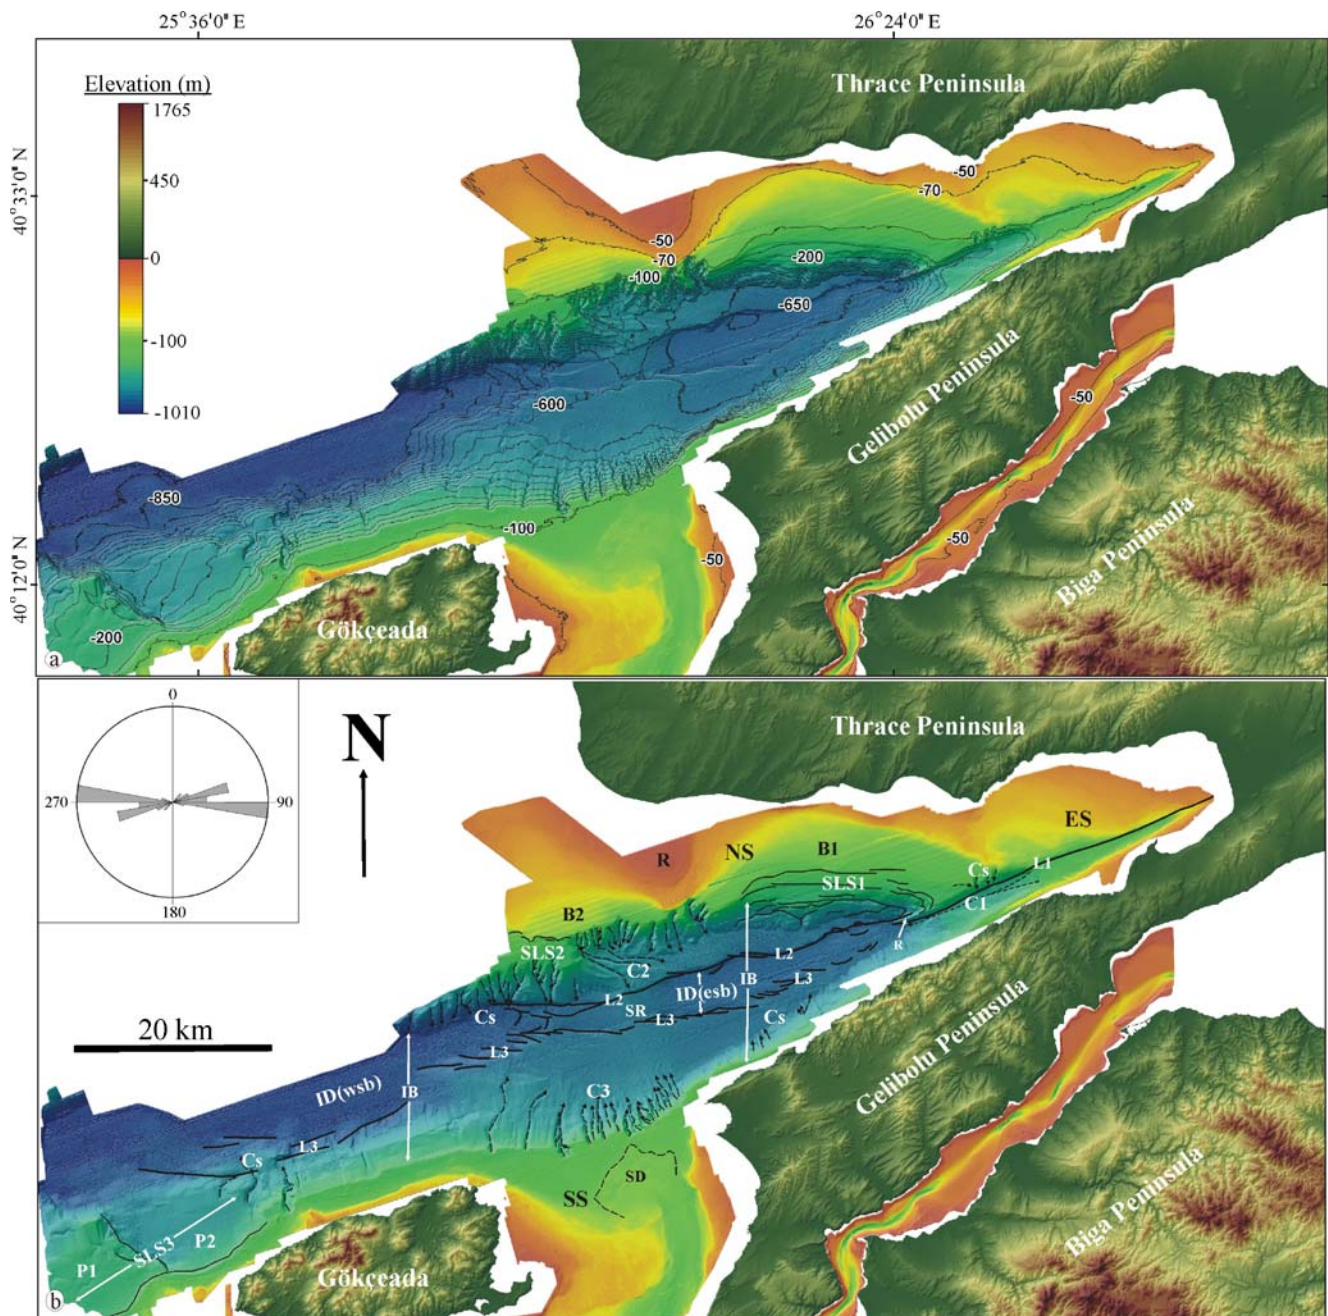 25°36'0" E
26°24'0" E
Elevation (m)
1765
450
0
-100
-1010
Thrace Peninsula
40°33'0" N
-50
-70
-50
-70
-100
-200
-650
-600
Gelibolu Peninsula
-50
-850
-100
-50
-50
Biga Peninsula
40°12'0" N
-200
Gökçeada
a
0
270
90
180
N
Thrace Peninsula
ES
R
NS
B1
Cs
L1
SLS1
C1
B2
SLS2
R
C2
L2
IB
L3
ID(esb)
L2
SR
L3
Cs
Cs
20 km
L3
Gelibolu Peninsula
ID(wsb)
IB
C3
L3
Cs
SD
SS
SLS3
P2
P1
Biga Peninsula
Gökçeada
b